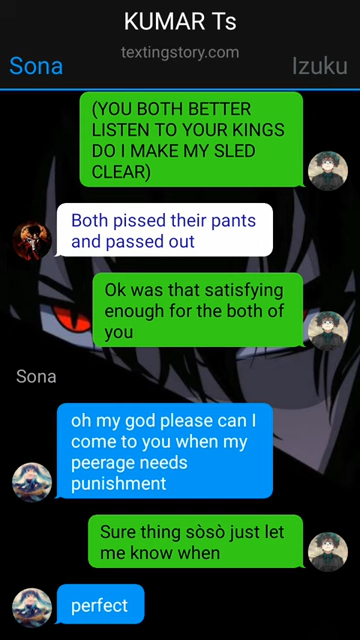 KUMAR Ts
textingstory.com
Sona
Izuku
(YOU BOTH BETTER
LISTEN TO YOUR KINGS
DO I MAKE MY SLED
CLEAR)
Both pissed their pants
and passed out
Ok was that satisfying
enough for the both of
you
Sona
oh my god please can I
come to you when my
peerage needs
punishment
Sure thing sòsò just let
me know when
perfect